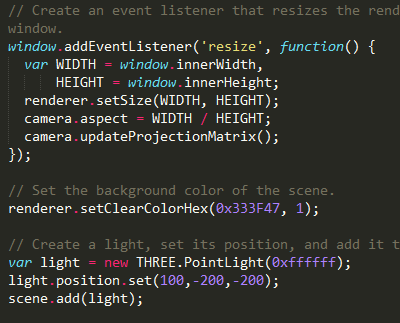 // Create an event listener that resizes the rend
window.
window.addEventListener('resize', function() {
var WIDTH = window.innerWidth,
HEIGHT = window.innerHeight;
renderer.setSize(WIDTH, HEIGHT);
camera.aspect = WIDTH / HEIGHT;
camera.updateProjectionMatrix();
});
// Set the background color of the scene.
renderer.setClearColorHex(0x333F47, 1);
// Create a light, set its position, and add it t
var light = new THREE.PointLight(0xffffff);
light.position.set(100,-200,-200);
scene.add(light);